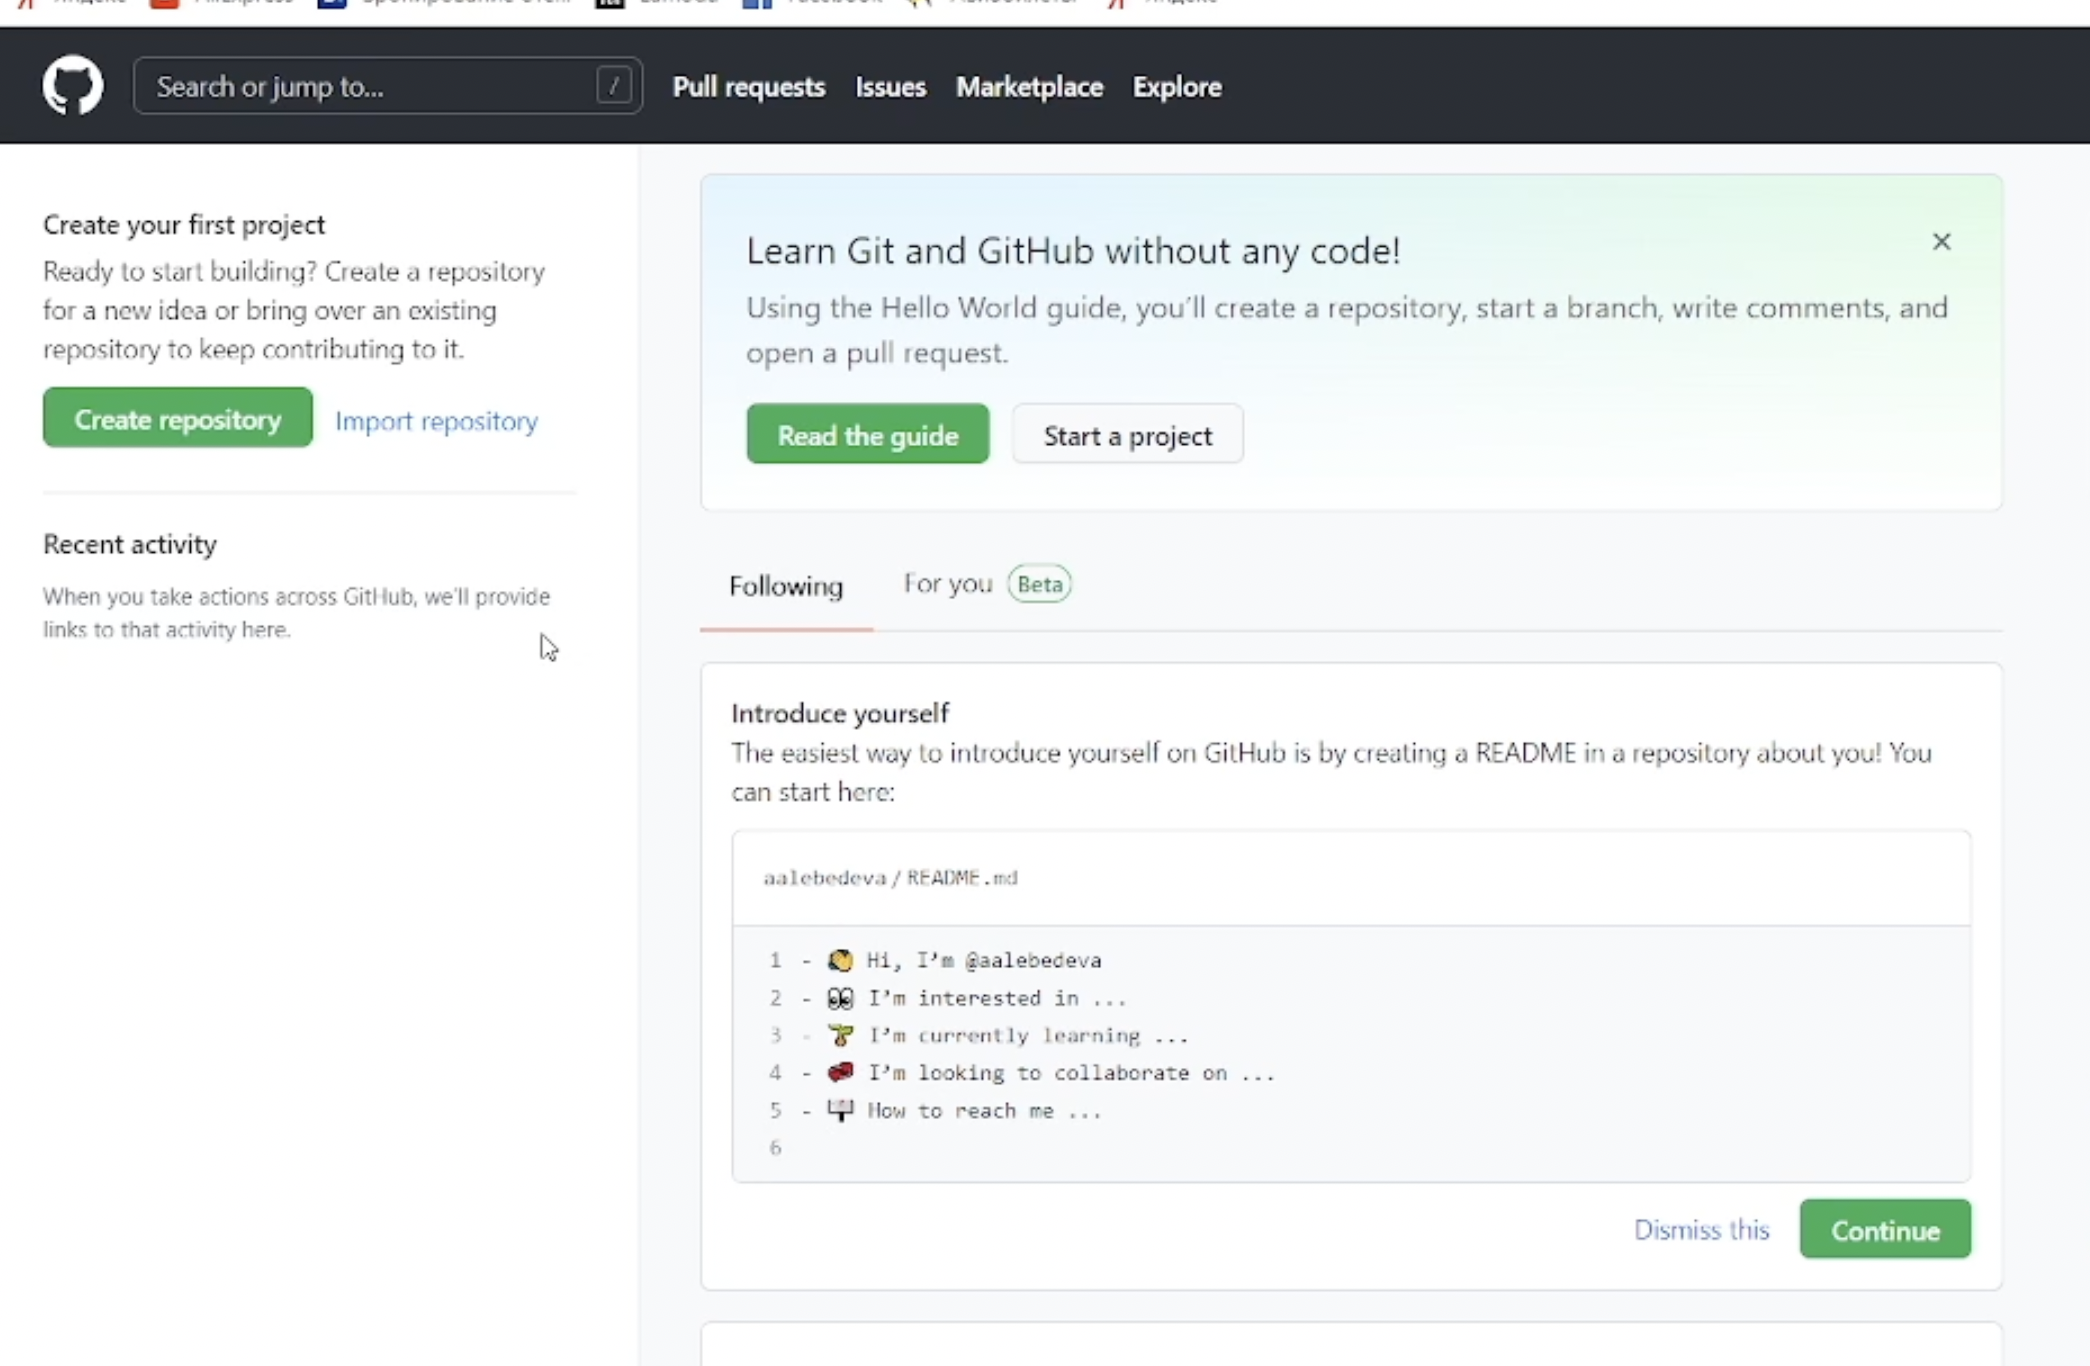 Search or jump to... /
Pull requests Issues Marketplace Explore
Create your first project
Ready to start building? Create a repository
for a new idea or bring over an existing
repository to keep contributing to it.
Create repository Import repository
Recent activity
When you take actions across GitHub, we'll provide
links to that activity here.
Learn Git and GitHub without any code!
Using the Hello World guide, you'll create a repository, start a branch, write comments, and
open a pull request.
Read the guide Start a project
Following For you Beta
Introduce yourself
The easiest way to introduce yourself on GitHub is by creating a README in a repository about you! You
can start here:
aalebedeva / README.md
1 - Hi, I'm @aalebedeva
2 - I'm interested in ...
3 - I'm currently learning ...
4 - I'm looking to collaborate on ...
5 - How to reach me ...
6
Dismiss this Continue